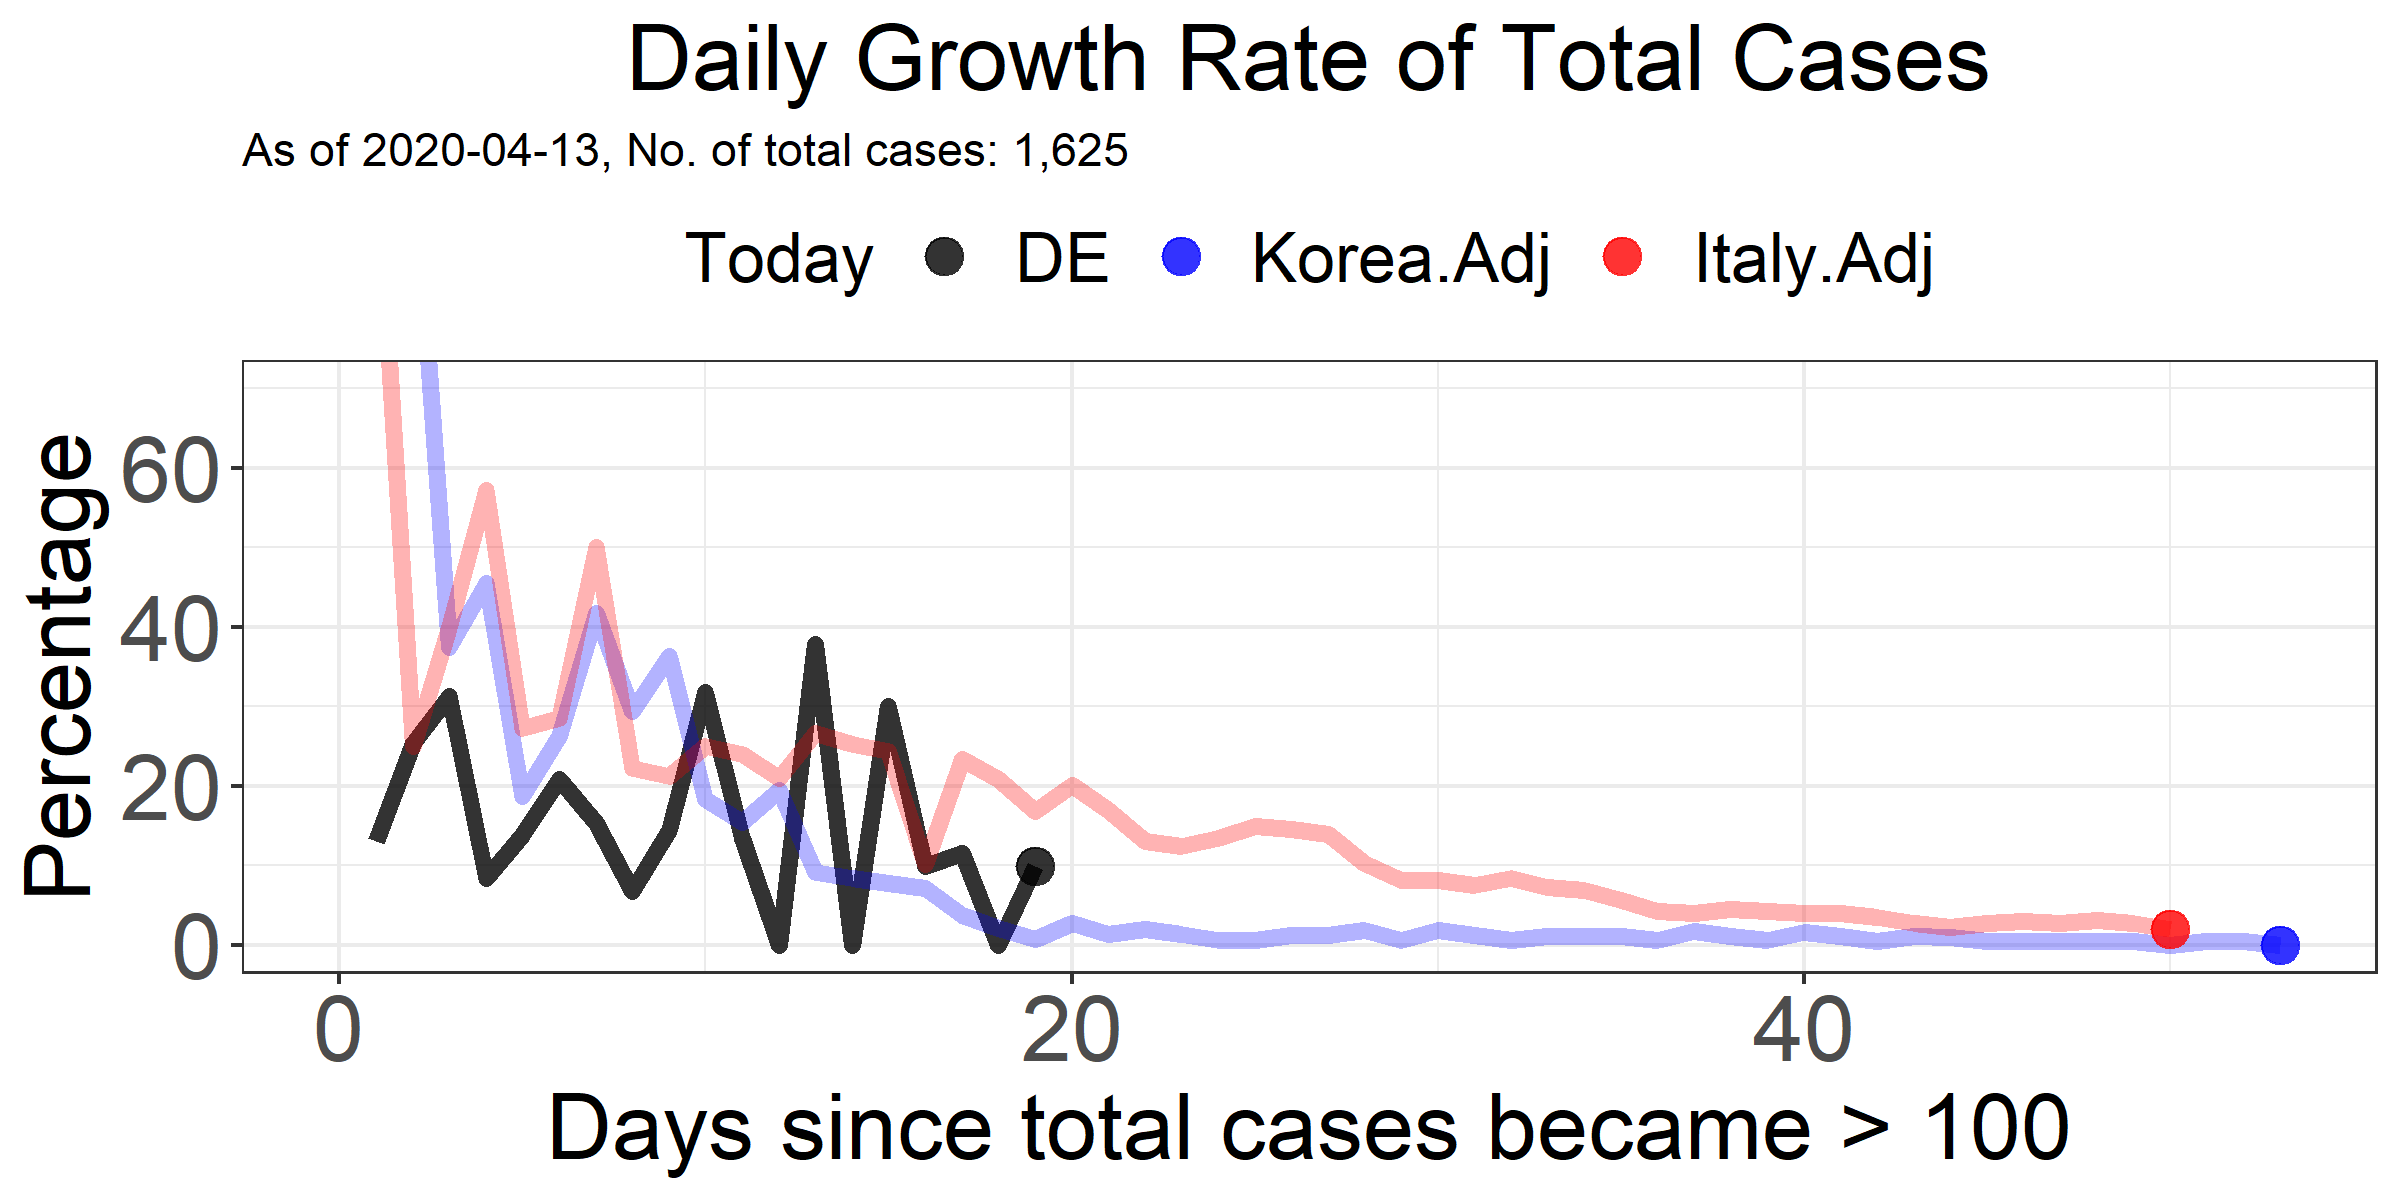 Daily Growth Rate of Total Cases
As of 2020-04-13, No. of total cases: 1,625
Today DE Korea.Adj Italy.Adj
Percentage
60
40
20
0
0 20 40
Days since total cases became > 100